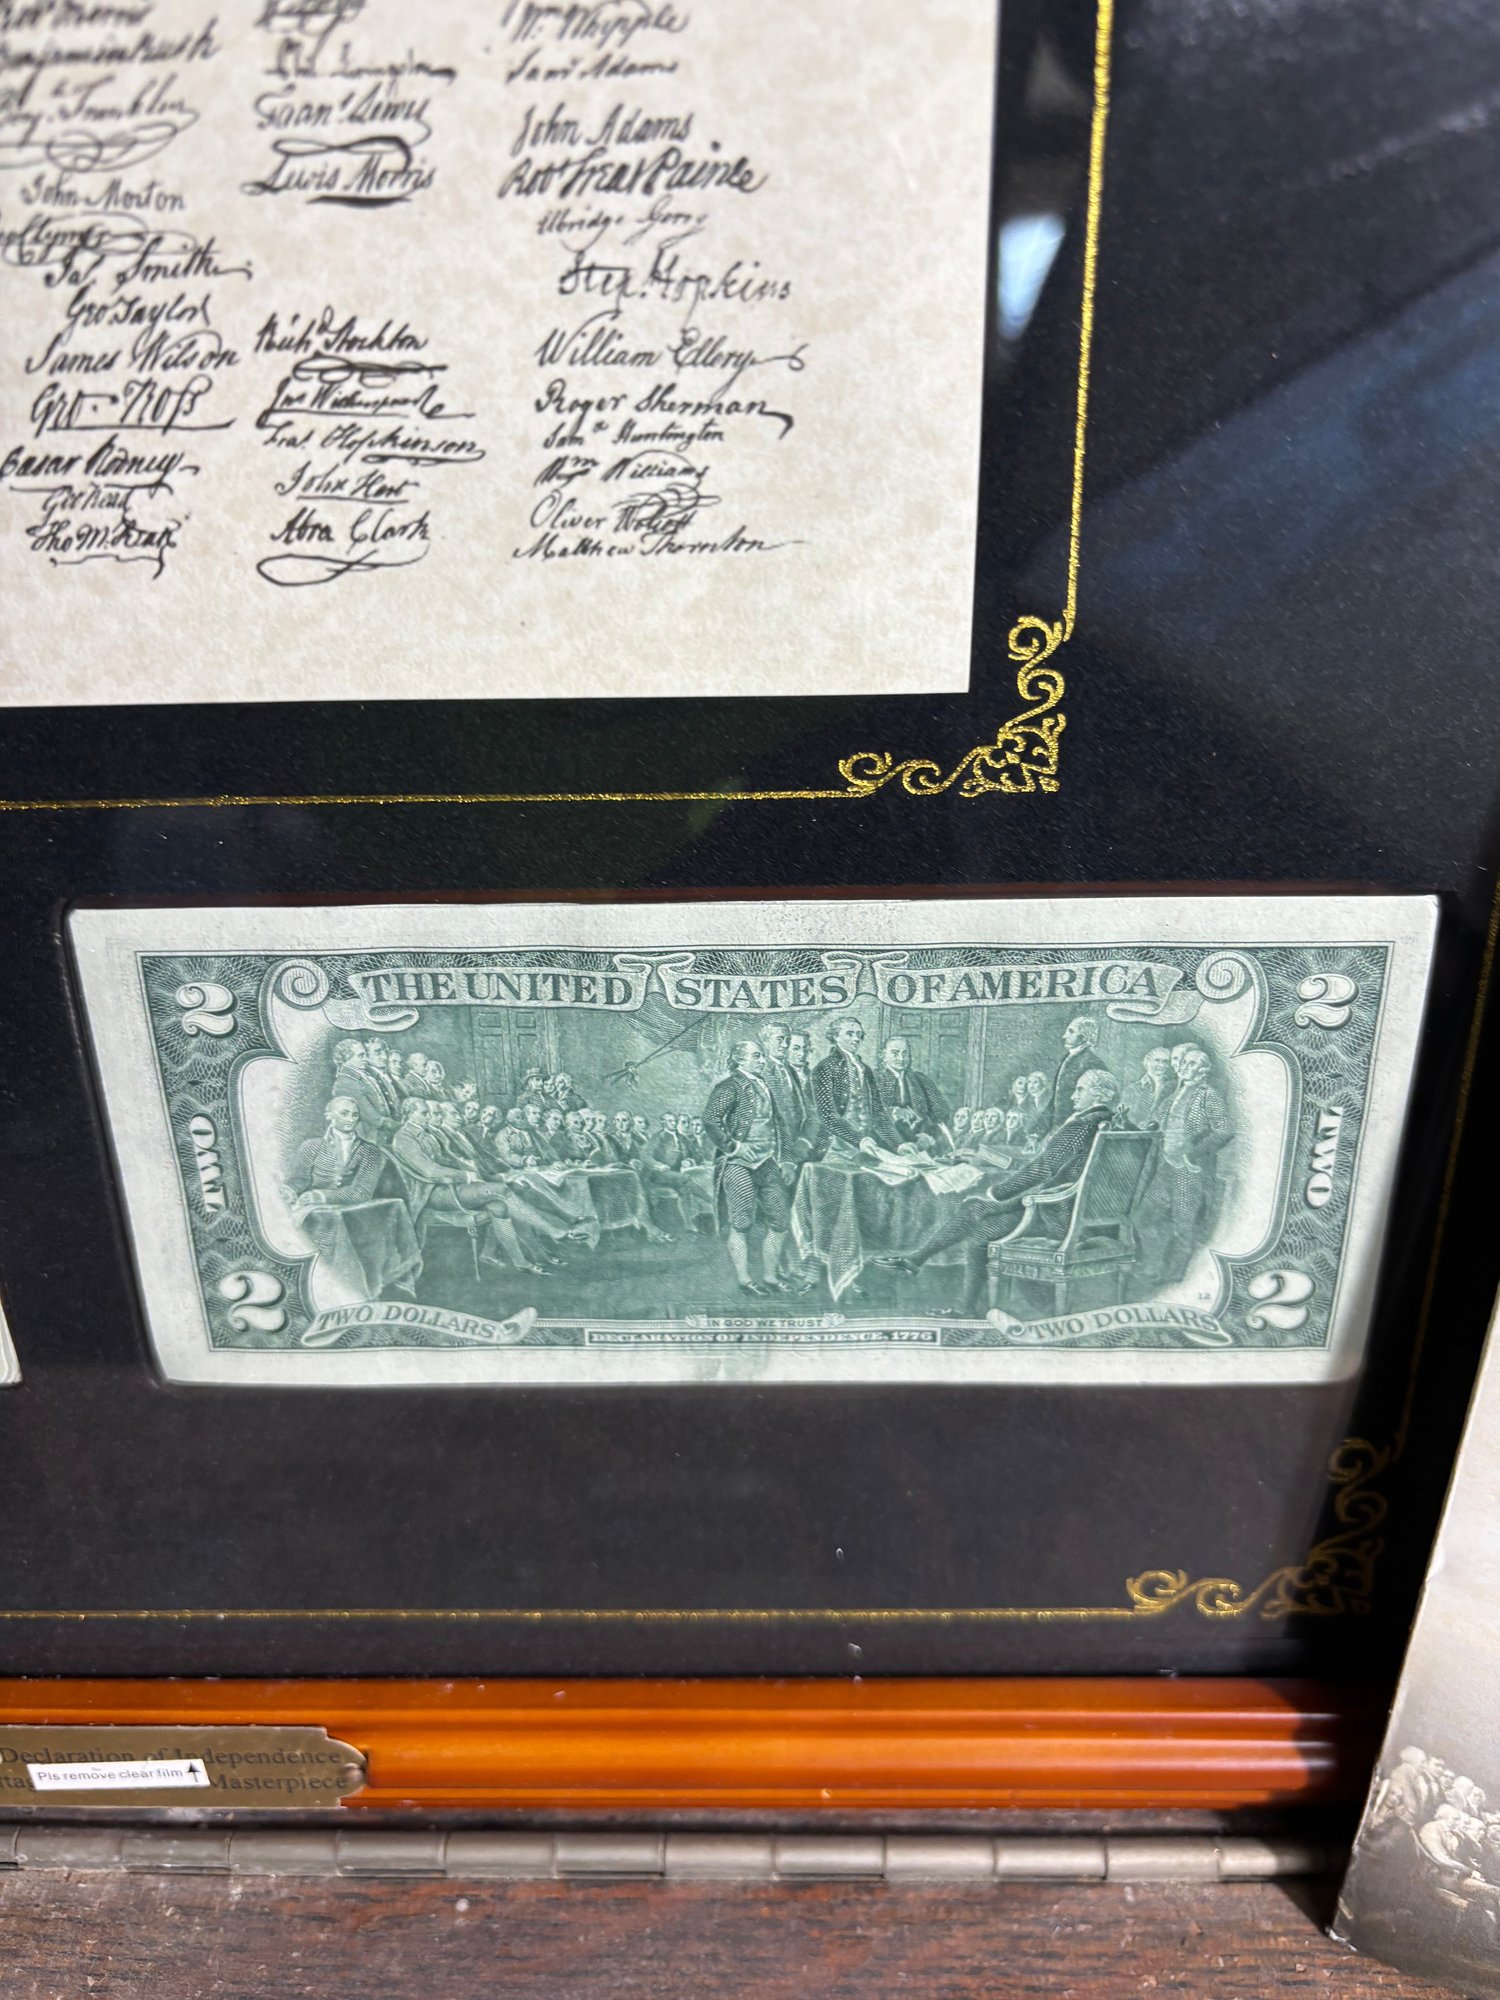 Benjamin Rush
John Morton
Jas. Smith
Geo Taylor
James Wilson
Geo. Ross
Caesar Rodney
Geo Read
Tho M:Kean
Lewis Morris
Richd Stockton
Jno Witherspoon
Fras. Hopkinson
John Hart
Abra Clark
Wm Whipple
Saml Adams
John Adams
Robt Treat Paine
Elbridge Gerry
Step. Hopkins
William Ellery
Roger Sherman
Saml Huntington
Wm Williams
Oliver Wolcott
Matthew Thornton
THE UNITED STATES OF AMERICA
2 2
TWO TWO
2 2
TWO DOLLARS TWO DOLLARS
12
IN GOD WE TRUST
DECLARATION OF INDEPENDENCE, 1776
Declaration of Independence
Masterpiece
Pls remove clear film